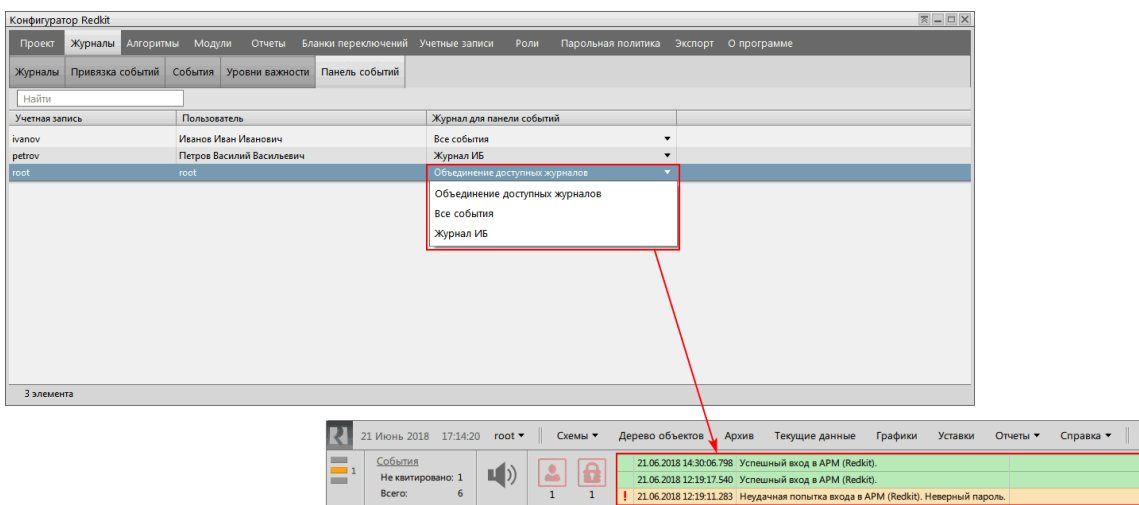 Конфигуратор Redkit
Проект Журналы Алгоритмы Модули Отчеты Бланки переключений Учетные записи Роли Парольная политика Экспорт О программе
Журналы Привязка событий События Уровни важности Панель событий
Найти
Учетная запись Пользователь Журнал для панели событий
ivanov Иванов Иван Иванович Все события
petrov Петров Василий Васильевич Журнал ИБ
root root Объединение доступных журналов
Объединение доступных журналов
Все события
Журнал ИБ
3 элемента
21 Июнь 2018 17:14:20 root Схемы Дерево объектов Архив Текущие данные Графики Уставки Отчеты Справка
1 События
Не квитировано: 1
Всего: 6
1 1
21.06.2018 14:30:06.798 Успешный вход в АРМ (Redkit).
21.06.2018 12:19:17.540 Успешный вход в АРМ (Redkit).
! 21.06.2018 12:19:11.283 Неудачная попытка входа в АРМ (Redkit). Неверный пароль.